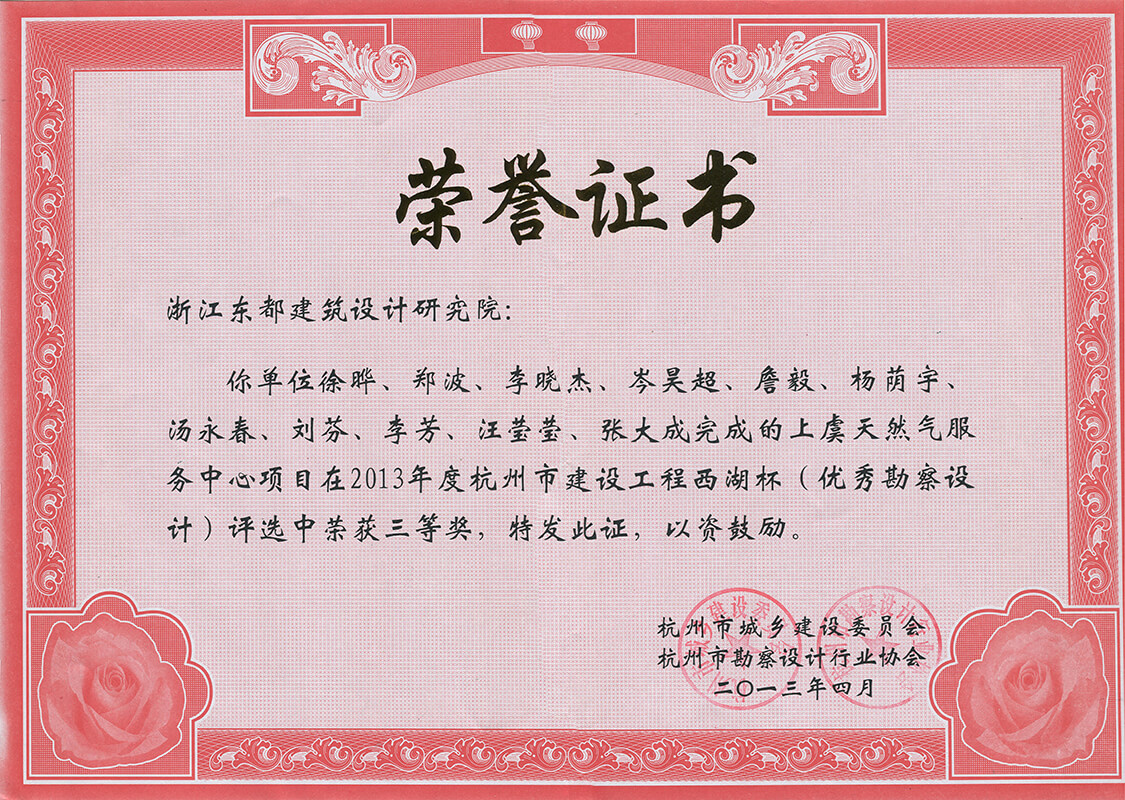 荣誉证书
浙江东都建筑设计研究院：
你单位徐晔、郑波、李晓杰、岑昊超、詹毅、杨荫宇、
汤永春、刘芬、李芳、汪莹莹、张大成完成的上虞天然气服
务中心项目在2013年度杭州市建设工程西湖杯（优秀勘察设
计）评选中荣获三等奖，特发此证，以资鼓励。
杭州市城乡建设委员会
杭州市勘察设计行业协会
二〇一三年四月